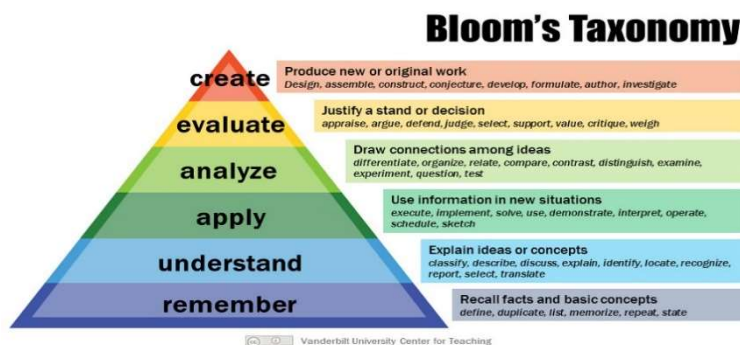 Bloom's Taxonomy
create
Produce new or original work
Design, assemble, construct, conjecture, develop, formulate, author, investigate
evaluate
Justify a stand or decision
appraise, argue, defend, judge, select, support, value, critique, weigh
analyze
Draw connections among ideas
differentiate, organize, relate, compare, contrast, distinguish, examine,
experiment, question, test
apply
Use information in new situations
execute, implement, solve, use, demonstrate, interpret, operate,
schedule, sketch
understand
Explain ideas or concepts
classify, describe, discuss, explain, identify, locate, recognize,
report, select, translate
remember
Recall facts and basic concepts
define, duplicate, list, memorize, repeat, state
Vanderbilt University Center for Teaching